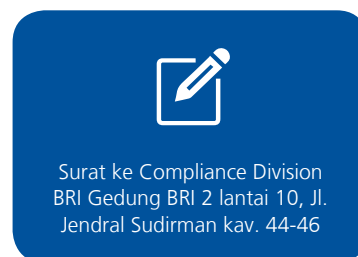 Surat ke Compliance Division
BRI Gedung BRI 2 lantai 10, Jl.
Jendral Sudirman kav. 44-46